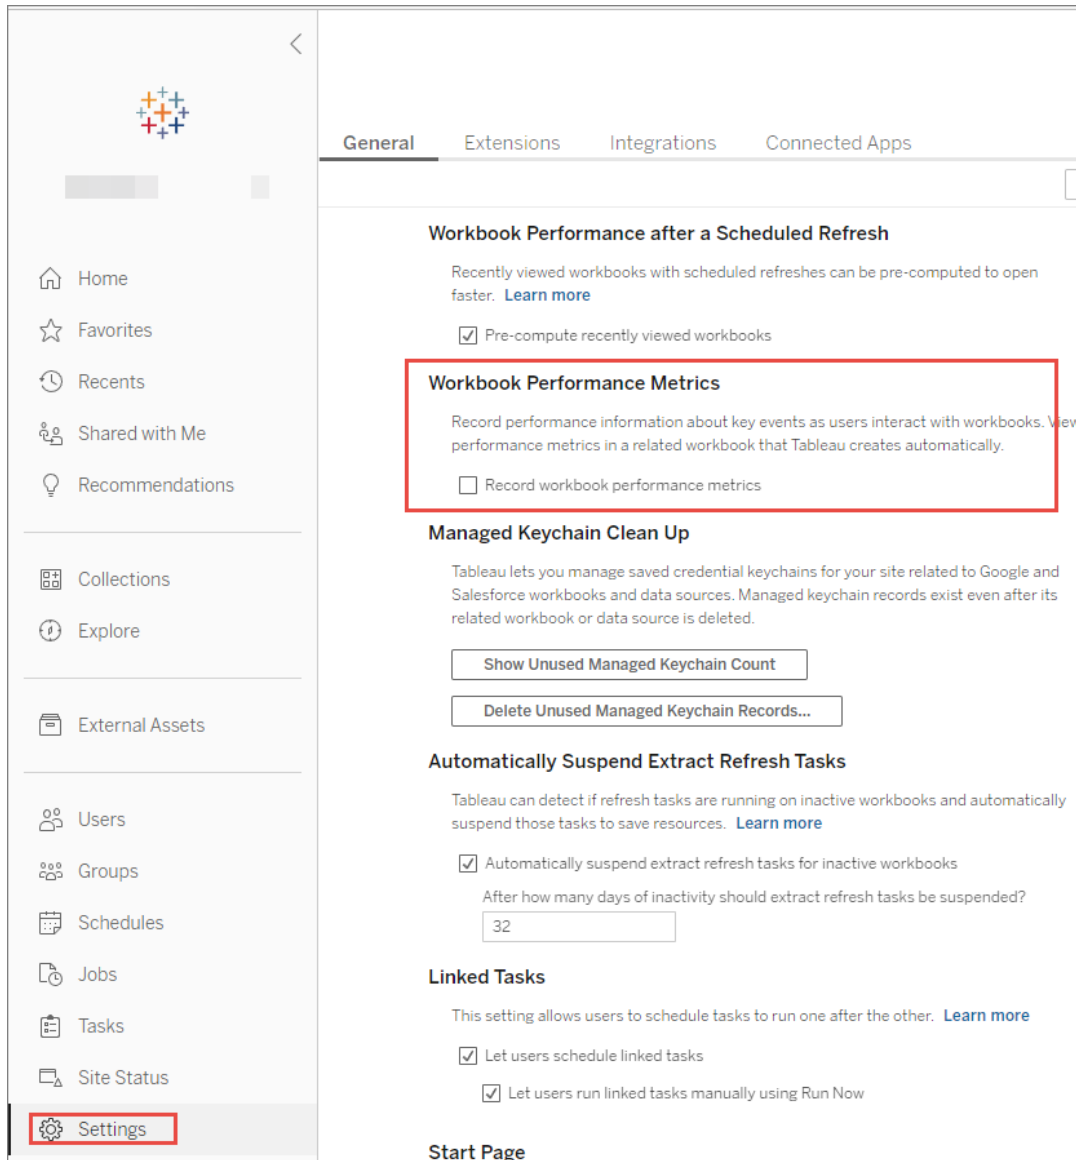 Home
Favorites
Recents
Shared with Me
Recommendations
Collections
Explore
External Assets
Users
Groups
Schedules
Jobs
Tasks
Site Status
Settings
General Extensions Integrations Connected Apps
Workbook Performance after a Scheduled Refresh
Recently viewed workbooks with scheduled refreshes can be pre-computed to open
faster. Learn more
Pre-compute recently viewed workbooks
Workbook Performance Metrics
Record performance information about key events as users interact with workbooks. View
performance metrics in a related workbook that Tableau creates automatically.
Record workbook performance metrics
Managed Keychain Clean Up
Tableau lets you manage saved credential keychains for your site related to Google and
Salesforce workbooks and data sources. Managed keychain records exist even after its
related workbook or data source is deleted.
Show Unused Managed Keychain Count
Delete Unused Managed Keychain Records...
Automatically Suspend Extract Refresh Tasks
Tableau can detect if refresh tasks are running on inactive workbooks and automatically
suspend those tasks to save resources. Learn more
Automatically suspend extract refresh tasks for inactive workbooks
After how many days of inactivity should extract refresh tasks be suspended?
32
Linked Tasks
This setting allows users to schedule tasks to run one after the other. Learn more
Let users schedule linked tasks
Let users run linked tasks manually using Run Now
Start Page